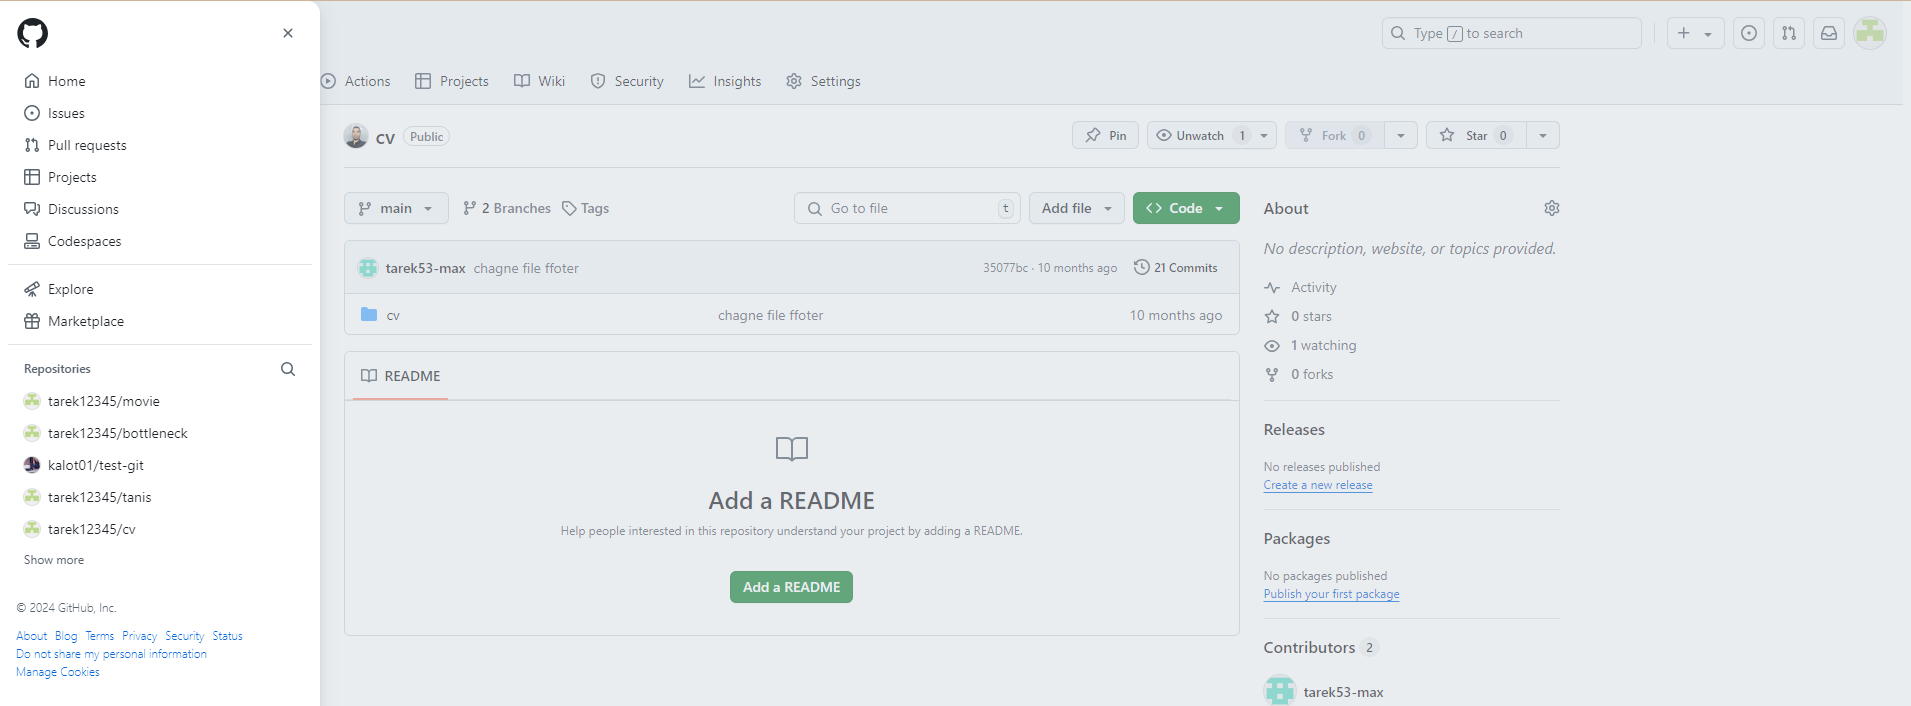 Home
Issues
Pull requests
Projects
Discussions
Codespaces
Explore
Marketplace
Repositories
tarek12345/movie
tarek12345/bottleneck
kalot01/test-git
tarek12345/tanis
tarek12345/cv
Show more
© 2024 GitHub, Inc.
About Blog Terms Privacy Security Status
Do not share my personal information
Manage Cookies
Type / to search
Actions Projects Wiki Security Insights Settings
cv Public
Pin Unwatch 1 Fork 0 Star 0
main 2 Branches Tags
Go to file t Add file Code
tarek53-max chagne file ffoter 35077bc · 10 months ago 21 Commits
cv chagne file ffoter 10 months ago
README
Add a README
Help people interested in this repository understand your project by adding a README.
Add a README
About
No description, website, or topics provided.
Activity
0 stars
1 watching
0 forks
Releases
No releases published
Create a new release
Packages
No packages published
Publish your first package
Contributors 2
tarek53-max